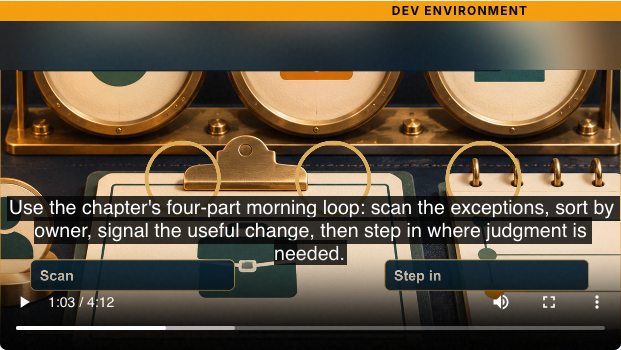 DEV ENVIRONMENT
Use the chapter's four-part morning loop: scan the exceptions, sort by
owner, signal the useful change, then step in where judgment is
needed.
Scan
Step in
1:03 / 4:12